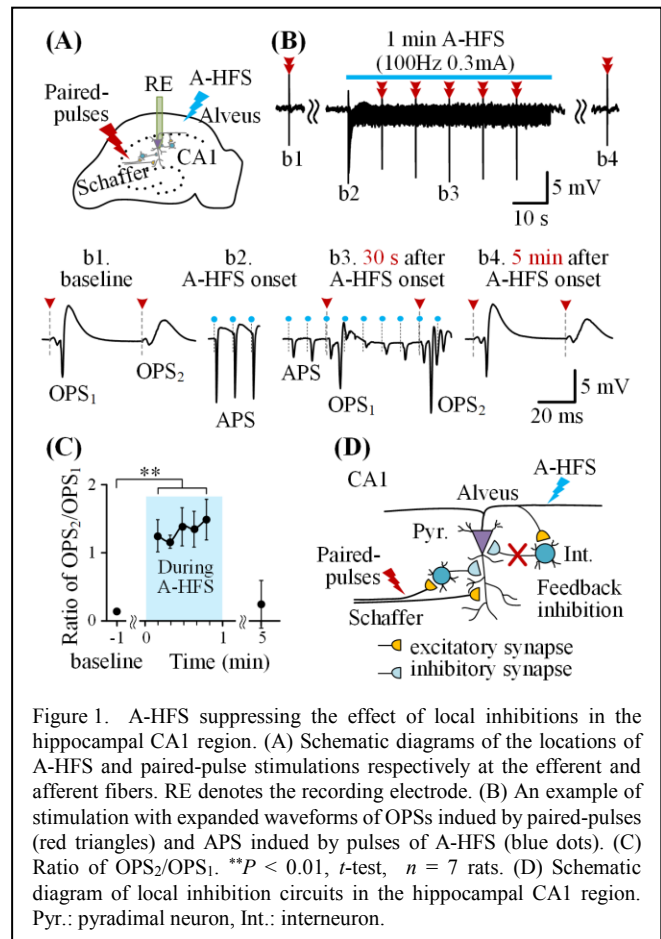 (A)
RE
A-HFS
Paired-
pulses
Alveus
CA1
Schaffer
(B)
1 min A-HFS
(100Hz 0.3mA)
b1
b2
b3
b4
5 mV
10 s
b1.
baseline
OPS1
OPS2
b2.
A-HFS onset
APS
b3. 30 s after
A-HFS onset
APS
OPS1
OPS2
b4. 5 min after
A-HFS onset
5 mV
20 ms
(C)
Ratio of OPS2/OPS1
2
1
0
**
During
A-HFS
-1
0
1
5
baseline
Time (min)
(D)
CA1
A-HFS
Alveus
Pyr.
Int.
Paired-
pulses
Feedback
inhibition
Schaffer
excitatory synapse
inhibitory synapse
Figure 1. A-HFS suppressing the effect of local inhibitions in the
hippocampal CA1 region. (A) Schematic diagrams of the locations of
A-HFS and paired-pulse stimulations respectively at the efferent and
afferent fibers. RE denotes the recording electrode. (B) An example of
stimulation with expanded waveforms of OPSs indued by paired-pulses
(red triangles) and APS indued by pulses of A-HFS (blue dots). (C)
Ratio of OPS2/OPS1. **P < 0.01, t-test, n = 7 rats. (D) Schematic
diagram of local inhibition circuits in the hippocampal CA1 region.
Pyr.: pyradimal neuron, Int.: interneuron.